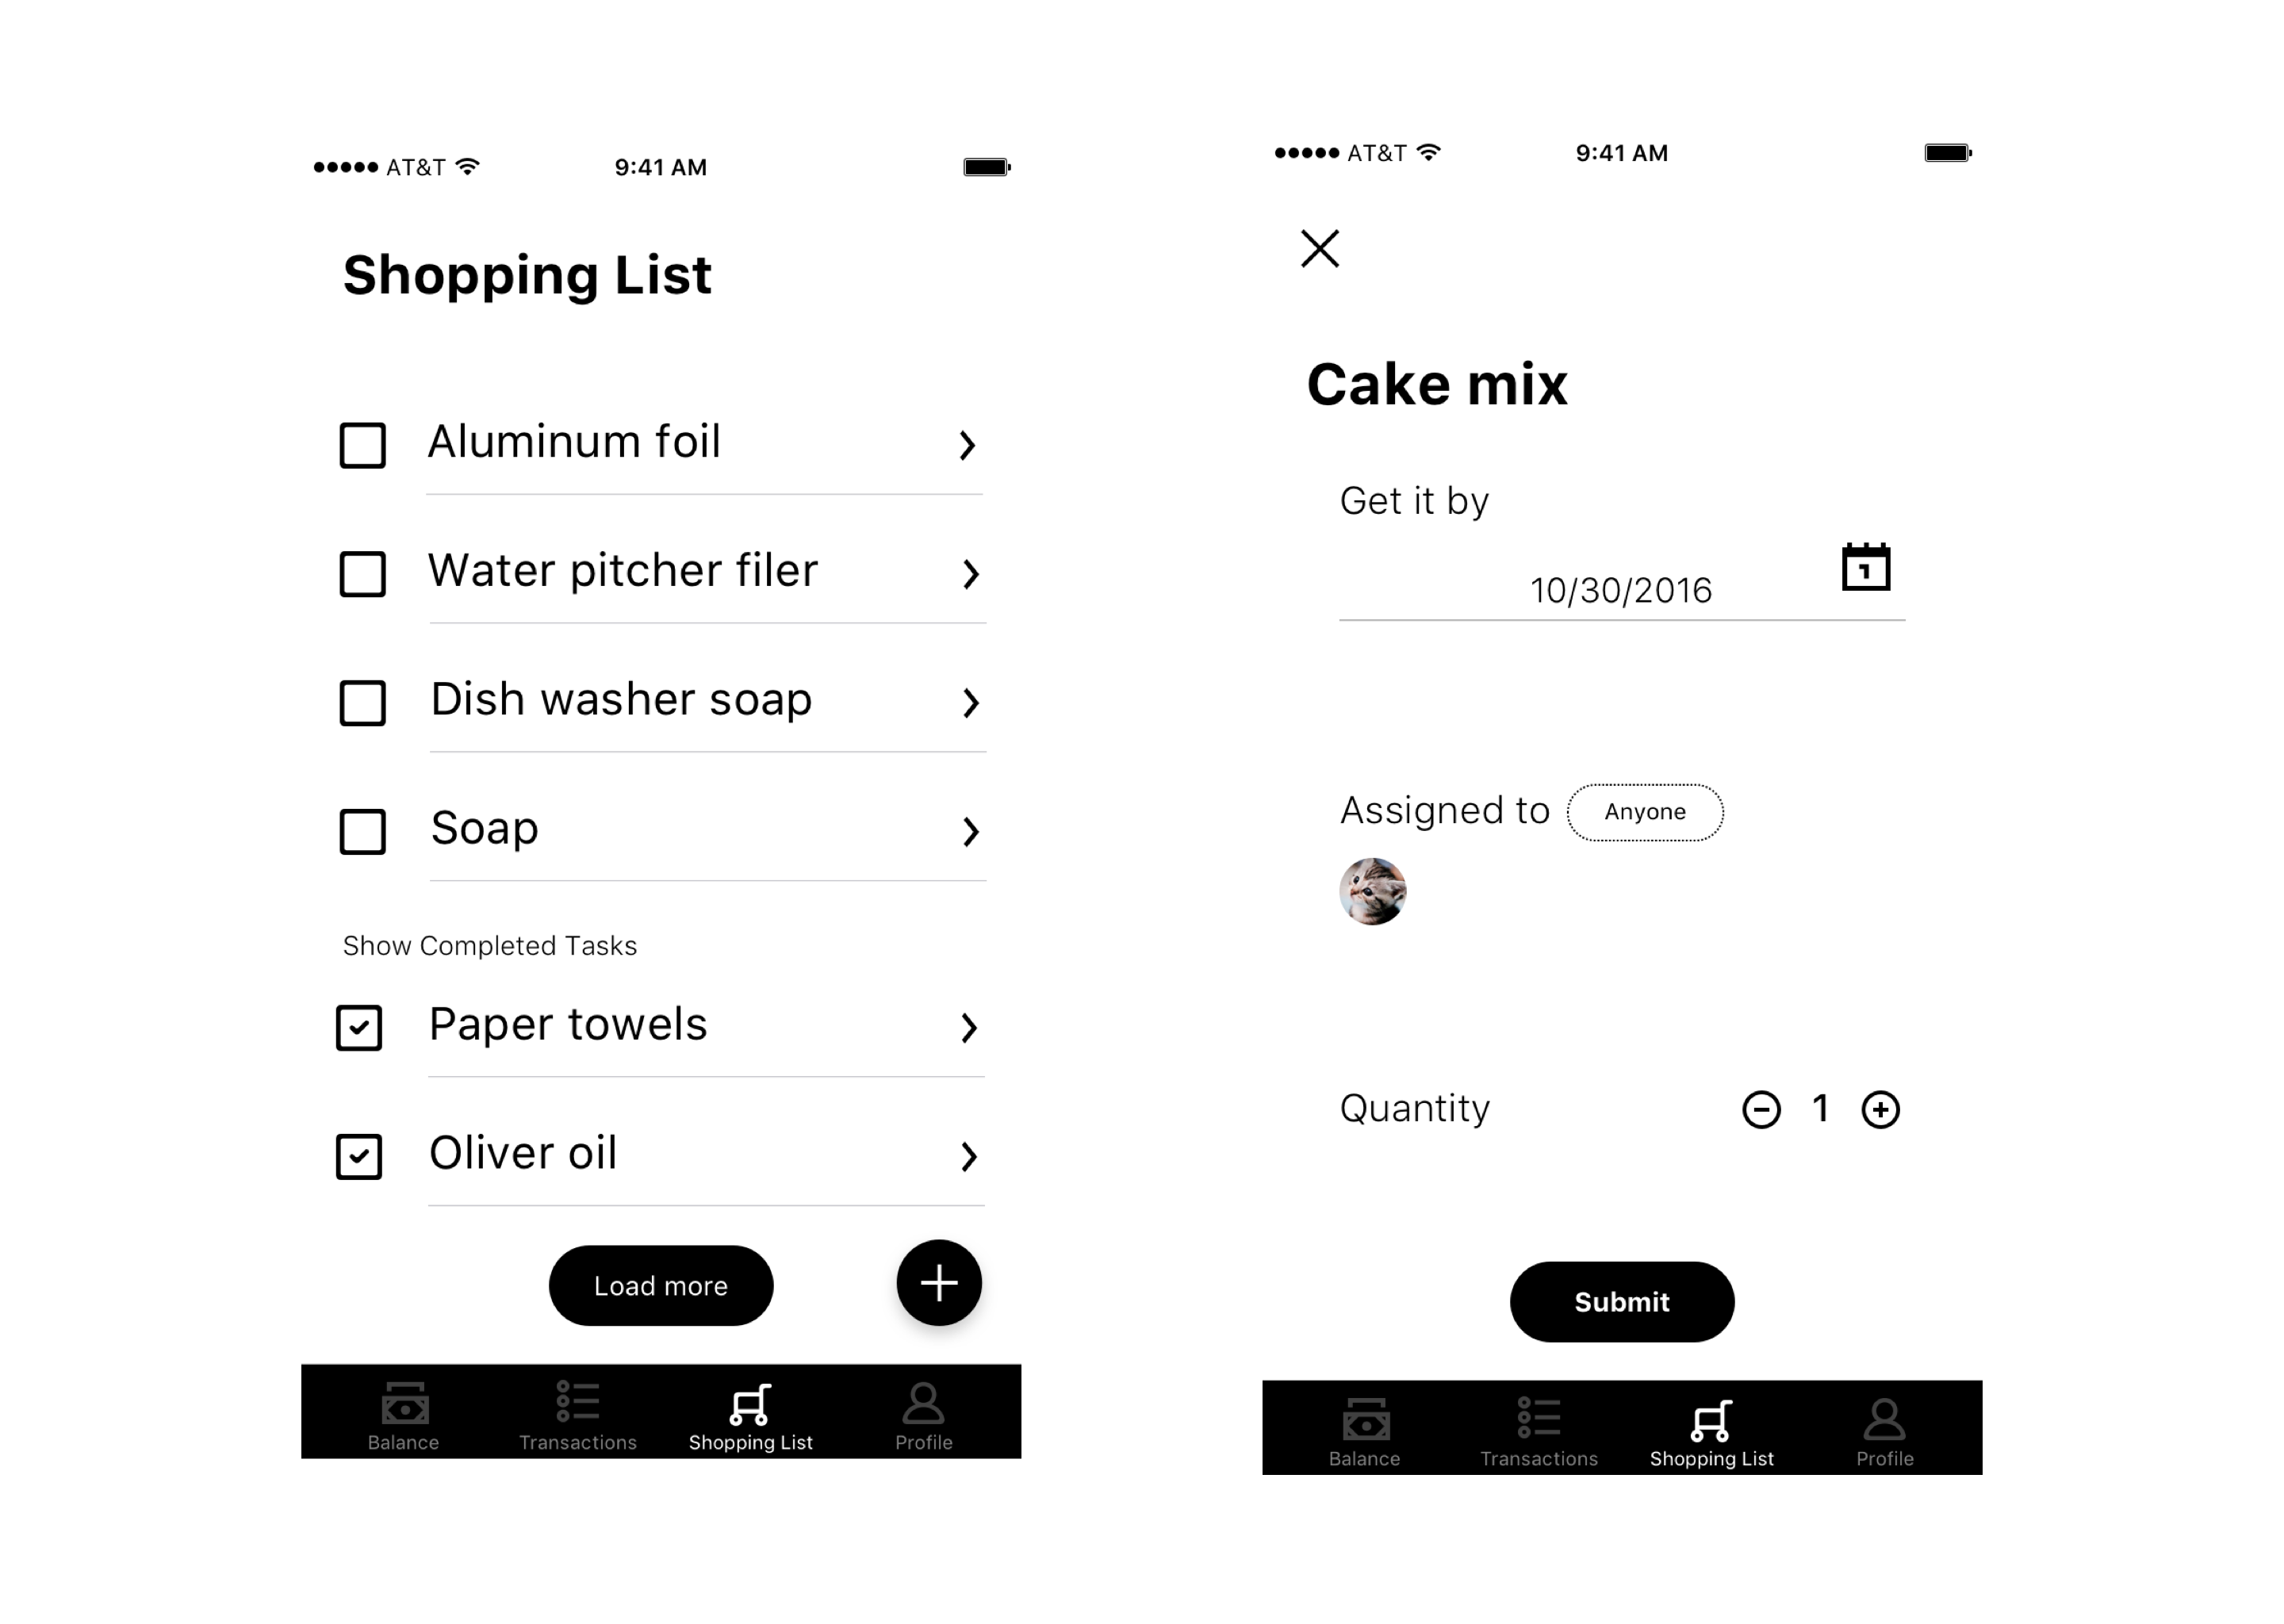 AT&T 9:41 AM
Shopping List
Aluminum foil
Water pitcher filer
Dish washer soap
Soap
Show Completed Tasks
Paper towels
Oliver oil
Load more
Balance Transactions Shopping List Profile
AT&T 9:41 AM
Cake mix
Get it by
10/30/2016
1
Assigned to Anyone
Quantity 1
Submit
Balance Transactions Shopping List Profile